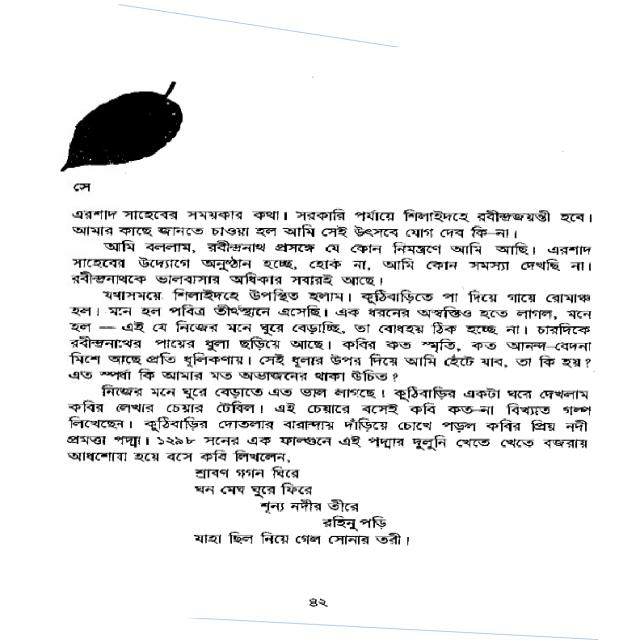 সে
এরশাদ সাহেবের সময়কার কথা। সরকারি পর্যায়ে শিলাইদহে রবীন্দ্রজয়ন্তী হবে।
আমার কাছে জানতে চাওয়া হল আমি সেই উৎসবে যোগ দেব কি-না।
আমি বললাম, রবীন্দ্রনাথ প্রসঙ্গে যে কোন নিমন্ত্রণে আমি আছি। এরশাদ
সাহেবের উদ্যোগে অনুষ্ঠান হচ্ছে, হোক না, আমি কোন সমস্যা দেখছি না।
রবীন্দ্রনাথকে ভালবাসার অধিকার সবারই আছে।
যথাসময়ে শিলাইদহে উপস্থিত হলাম। কুঠিবাড়িতে পা দিয়ে গায়ে রোমাঞ্চ
হল। মনে হল পবিত্র তীর্থস্থানে এসেছি। এক ধরনের অস্বস্তিও হতে লাগল, মনে
হল — এই যে নিজের মনে ঘুরে বেড়াচ্ছি, তা বোধহয় ঠিক হচ্ছে না। চারদিকে
রবীন্দ্রনাথের পায়ের ধুলা ছড়িয়ে আছে। কবির কত স্মৃতি, কত আনন্দ-বেদনা
মিশে আছে প্রতি ধূলিকণায়। সেই ধুলার উপর দিয়ে আমি হেঁটে যাব, তা কি হয়?
এত স্পর্ধা কি আমার মত অভাজনের থাকা উচিত?
নিজের মনে ঘুরে বেড়াতে এত ভাল লাগছে। কুঠিবাড়ির একটা ঘরে দেখলাম
কবির লেখার চেয়ার টেবিল। এই চেয়ারে বসেই কবি কত-না বিখ্যাত গল্প
লিখেছেন। কুঠিবাড়ির দোতলার বারান্দায় দাঁড়িয়ে চোখে পড়ল কবির প্রিয় নদী
প্রমত্তা পদ্মা। ১২৯৮ সনের এক ফাল্গুনে এই পদ্মার দুলুনি খেতে খেতে বজরায়
আধশোয়া হয়ে বসে কবি লিখলেন,
শ্রাবণ গগন ঘিরে
ঘন মেঘ ঘুরে ফিরে
শূন্য নদীর তীরে
রহিনু পড়ি
যাহা ছিল নিয়ে গেল সোনার তরী।
৪২